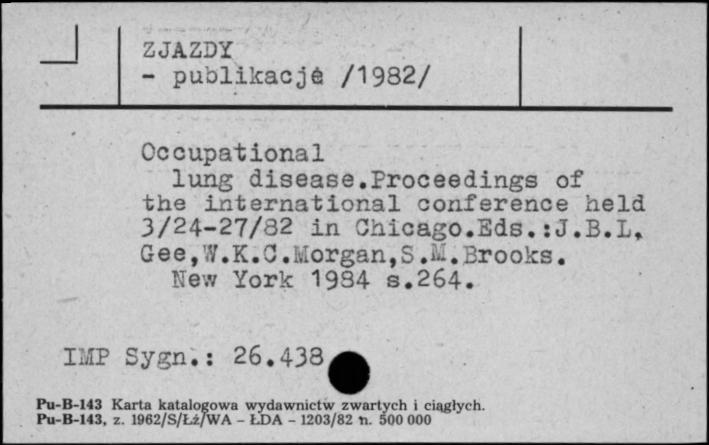 ZJAZDY
- publikacje /1982/
Occupational
lung disease.Proceedings of
the international conference held
3/24-27/82 in Chicago.Eds.:J.B.L.
Gee,W.K.C.Morgan,S.M.Brooks.
New York 1984 s.264.
IMP Sygn.: 26.438
Pu-B-143 Karta katalogowa wydawnictw zwartych i ciągłych.
Pu-B-143, z. 1962/S/Łż/WA - ŁDA - 1203/82 n. 500 000